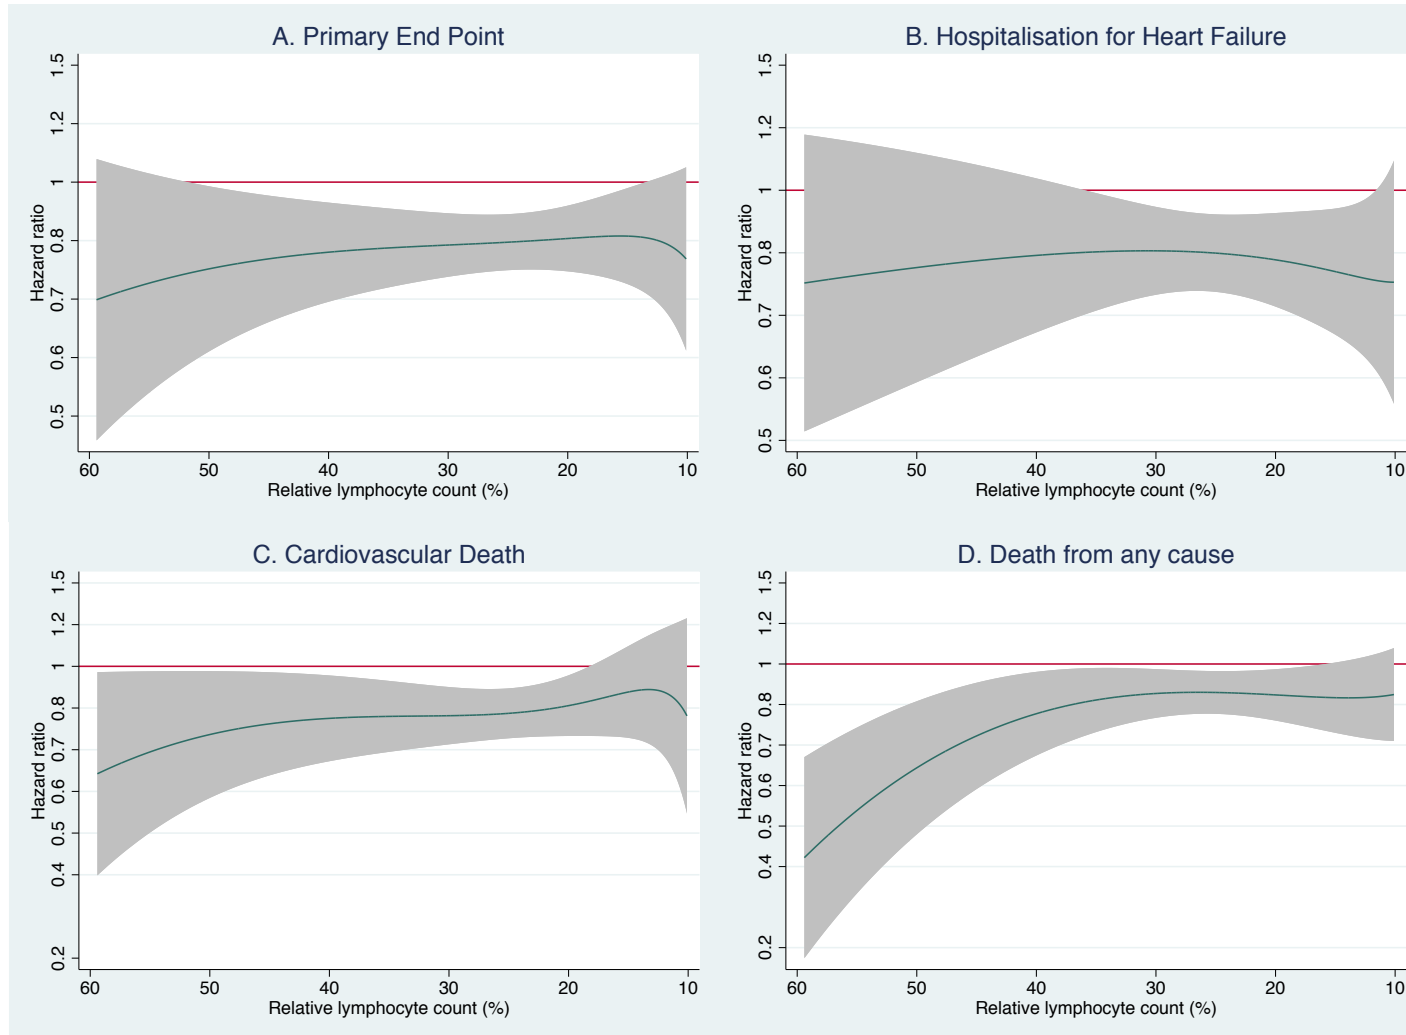 A. Primary End Point
Hazard ratio
1.5
1.2
1
0.8
0.7
0.6
0.5
60 50 40 30 20 10
Relative lymphocyte count (%)
B. Hospitalisation for Heart Failure
Hazard ratio
1.5
1.2
1
0.8
0.7
0.6
0.5
60 50 40 30 20 10
Relative lymphocyte count (%)
C. Cardiovascular Death
Hazard ratio
1.5
1.2
1
0.8
0.7
0.6
0.5
0.4
0.2
60 50 40 30 20 10
Relative lymphocyte count (%)
D. Death from any cause
Hazard ratio
1.5
1.2
1
0.8
0.7
0.6
0.5
0.4
0.2
60 50 40 30 20 10
Relative lymphocyte count (%)